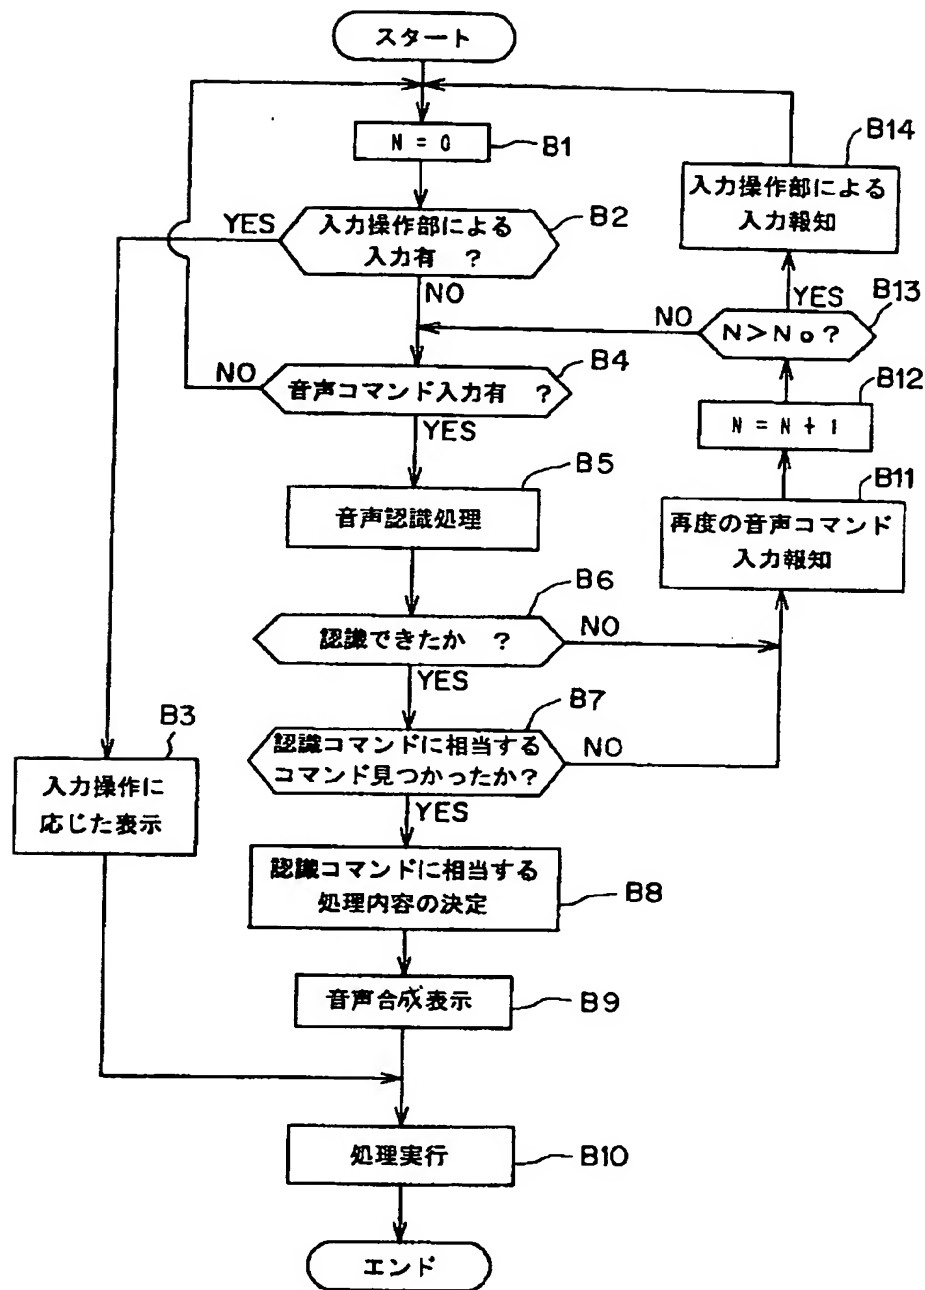 スタート
N = 0
B1
入力操作部による
入力有 ?
B2
YES
NO
音声コマンド入力有 ?
B4
NO
YES
音声認識処理
B5
認識できたか ?
B6
NO
YES
認識コマンドに相当する
コマンド見つかったか?
B7
NO
YES
認識コマンドに相当する
処理内容の決定
B8
音声合成表示
B9
B3
入力操作に
応じた表示
処理実行
B10
エンド
B14
入力操作部による
入力報知
YES
B13
NO
N>No?
B12
N = N + 1
B11
再度の音声コマンド
入力報知